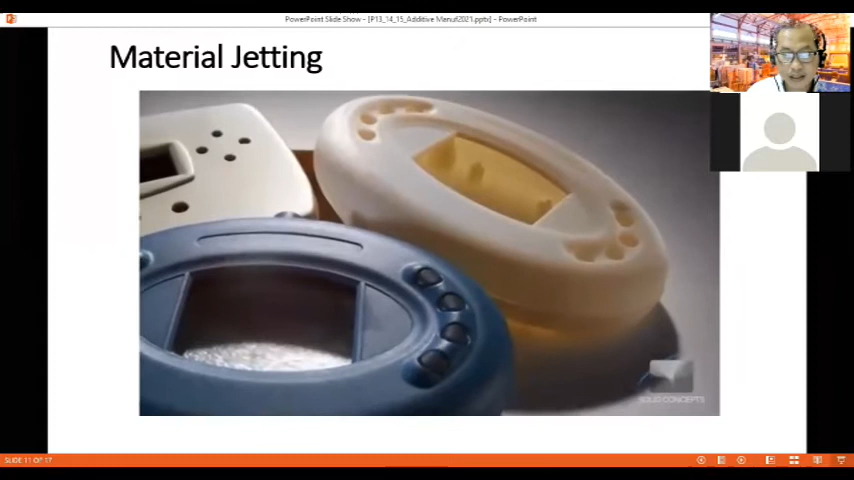 PowerPoint Slide Show - [P13_14_15_Additive Manuf2021.pptx] - PowerPoint
Material Jetting
SOLID CONCEPTS
SLIDE 11 OF 17